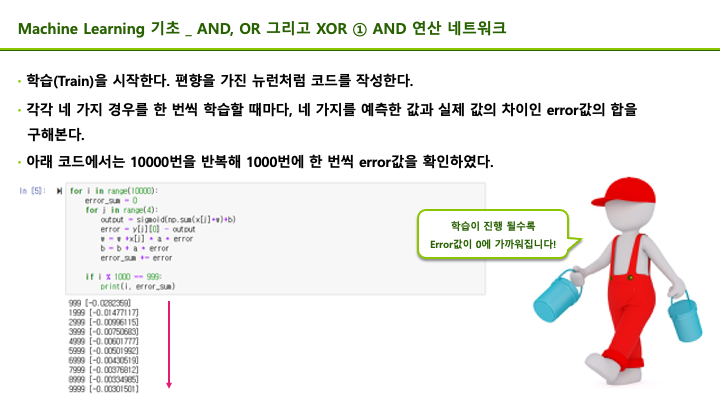 Machine Learning 기초 _ AND, OR 그리고 XOR ① AND 연산 네트워크
· 학습(Train)을 시작한다. 편향을 가진 뉴런처럼 코드를 작성한다.
· 각각 네 가지 경우를 한 번씩 학습할 때마다, 네 가지를 예측한 값과 실제 값의 차이인 error값의 합을
구해본다.
· 아래 코드에서는 10000번을 반복해 1000번에 한 번씩 error값을 확인하였다.
In [5]:
for i in range(10000):
    error_sum = 0
    for j in range(4):
        output = sigmoid(np.sum(x[j]*w)+b)
        error = y[j][0] - output
        w = w +x[j] * a * error
        b = b + a * error
        error_sum += error

    if i % 1000 == 999:
        print(i, error_sum)
999 [-0.0282359]
1999 [-0.01477117]
2999 [-0.00996115]
3999 [-0.00750683]
4999 [-0.00601777]
5999 [-0.00501992]
6999 [-0.00430519]
7999 [-0.00376812]
8999 [-0.00334985]
9999 [-0.00301501]
학습이 진행 될수록
Error값이 0에 가까워집니다!